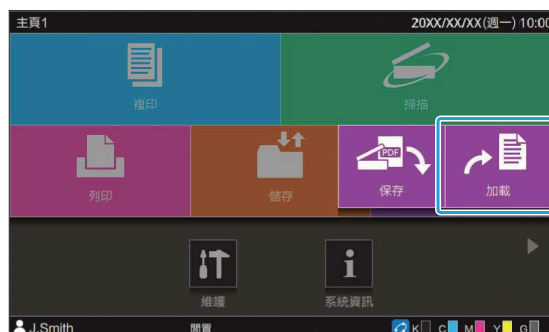 主頁1
20XX/XX/XX(週一) 10:00
複印
掃描
列印
儲存
PDF
保存
加載
維護
系統資訊
J.Smith
閒置
K C M Y G